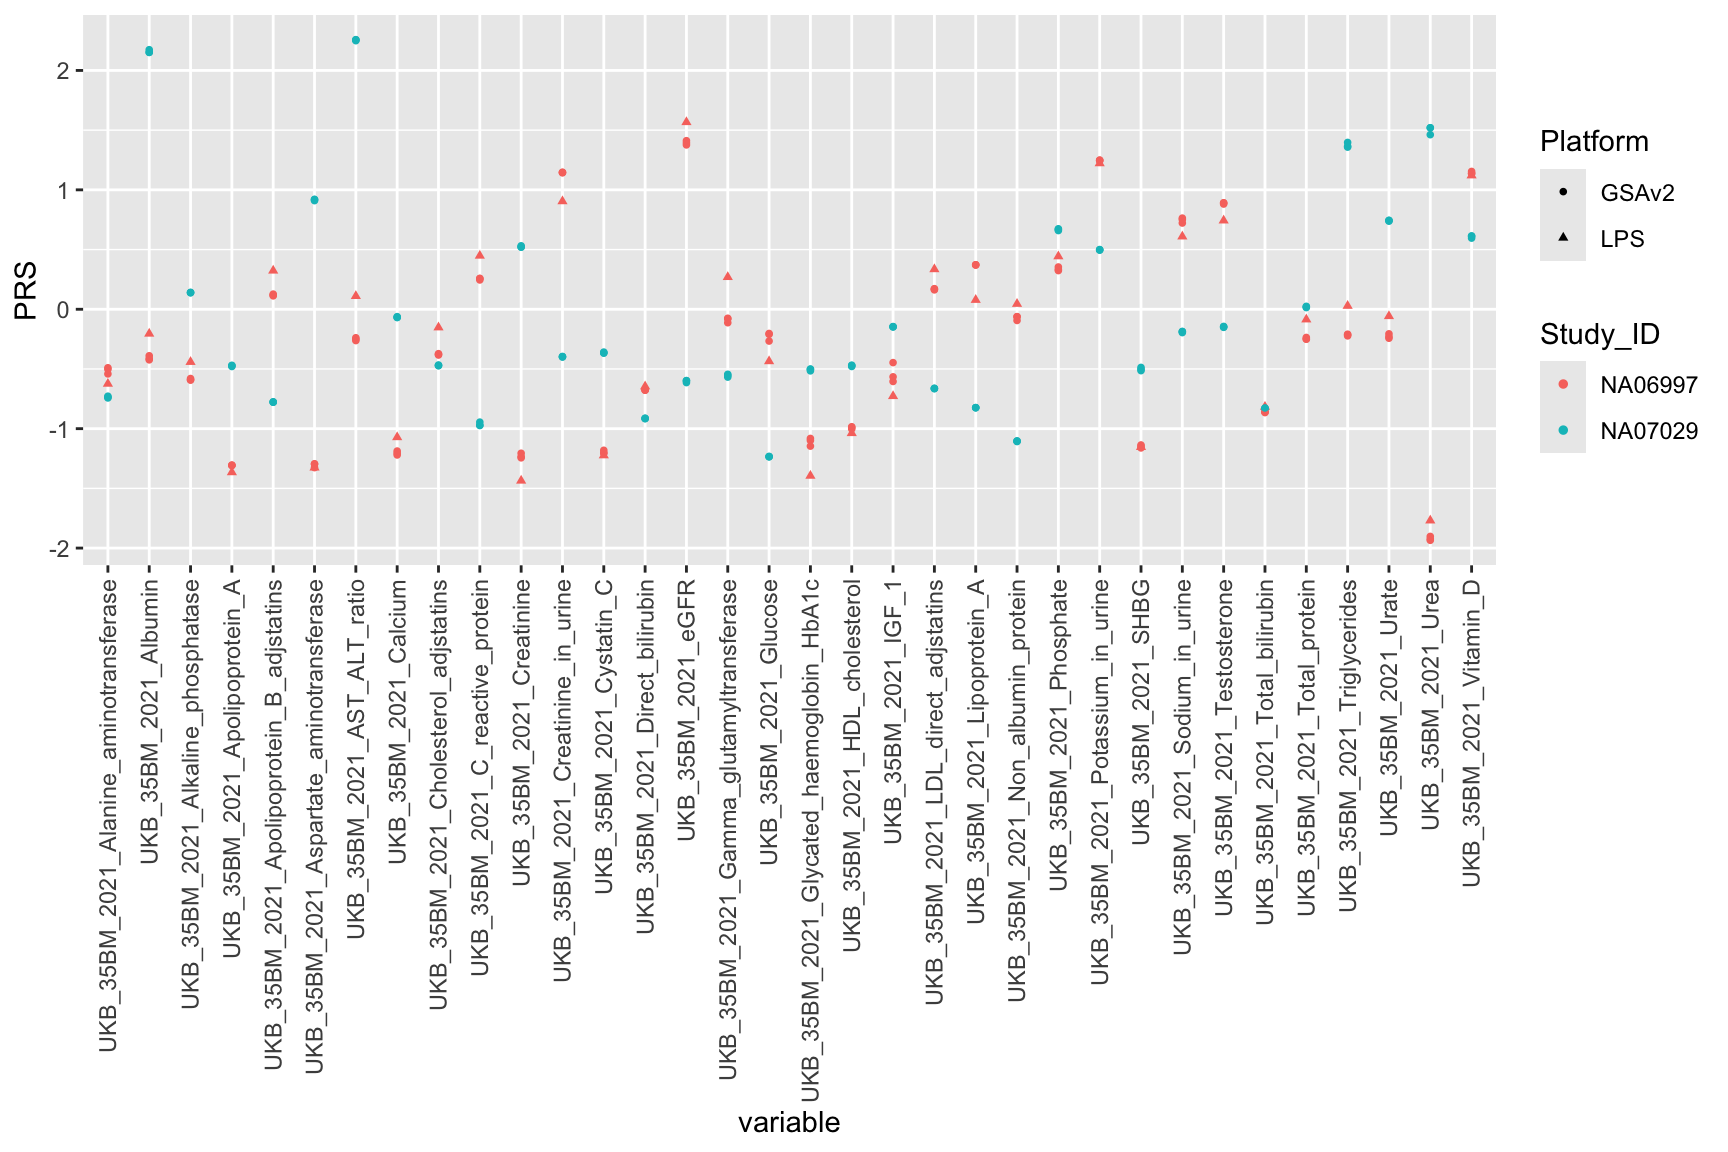 PRS
2
1
0
-1
-2
UKB_35BM_2021_Alanine_aminotransferase
UKB_35BM_2021_Albumin
UKB_35BM_2021_Alkaline_phosphatase
UKB_35BM_2021_Apolipoprotein_A
UKB_35BM_2021_Apolipoprotein_B_adjstatins
UKB_35BM_2021_Aspartate_aminotransferase
UKB_35BM_2021_AST_ALT_ratio
UKB_35BM_2021_Calcium
UKB_35BM_2021_Cholesterol_adjstatins
UKB_35BM_2021_C_reactive_protein
UKB_35BM_2021_Creatinine
UKB_35BM_2021_Creatinine_in_urine
UKB_35BM_2021_Cystatin_C
UKB_35BM_2021_Direct_bilirubin
UKB_35BM_2021_eGFR
UKB_35BM_2021_Gamma_glutamyltransferase
UKB_35BM_2021_Glucose
UKB_35BM_2021_Glycated_haemoglobin_HbA1c
UKB_35BM_2021_HDL_cholesterol
UKB_35BM_2021_IGF_1
UKB_35BM_2021_LDL_direct_adjstatins
UKB_35BM_2021_Lipoprotein_A
UKB_35BM_2021_Non_albumin_protein
UKB_35BM_2021_Phosphate
UKB_35BM_2021_Potassium_in_urine
UKB_35BM_2021_SHBG
UKB_35BM_2021_Sodium_in_urine
UKB_35BM_2021_Testosterone
UKB_35BM_2021_Total_bilirubin
UKB_35BM_2021_Total_protein
UKB_35BM_2021_Triglycerides
UKB_35BM_2021_Urate
UKB_35BM_2021_Urea
UKB_35BM_2021_Vitamin_D
variable
Platform
GSAv2
LPS
Study_ID
NA06997
NA07029